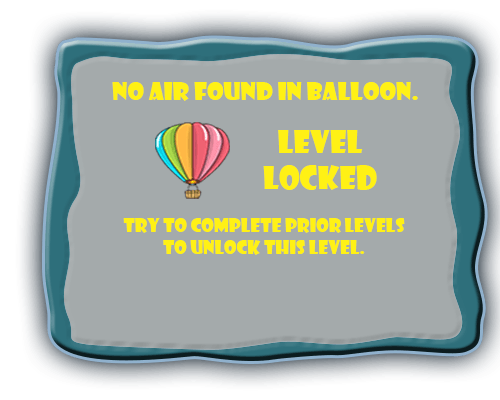 NO AIR FOUND IN BALLOON.
LEVEL
LOCKED
TRY TO COMPLETE PRIOR LEVELS
TO UNLOCK THIS LEVEL.